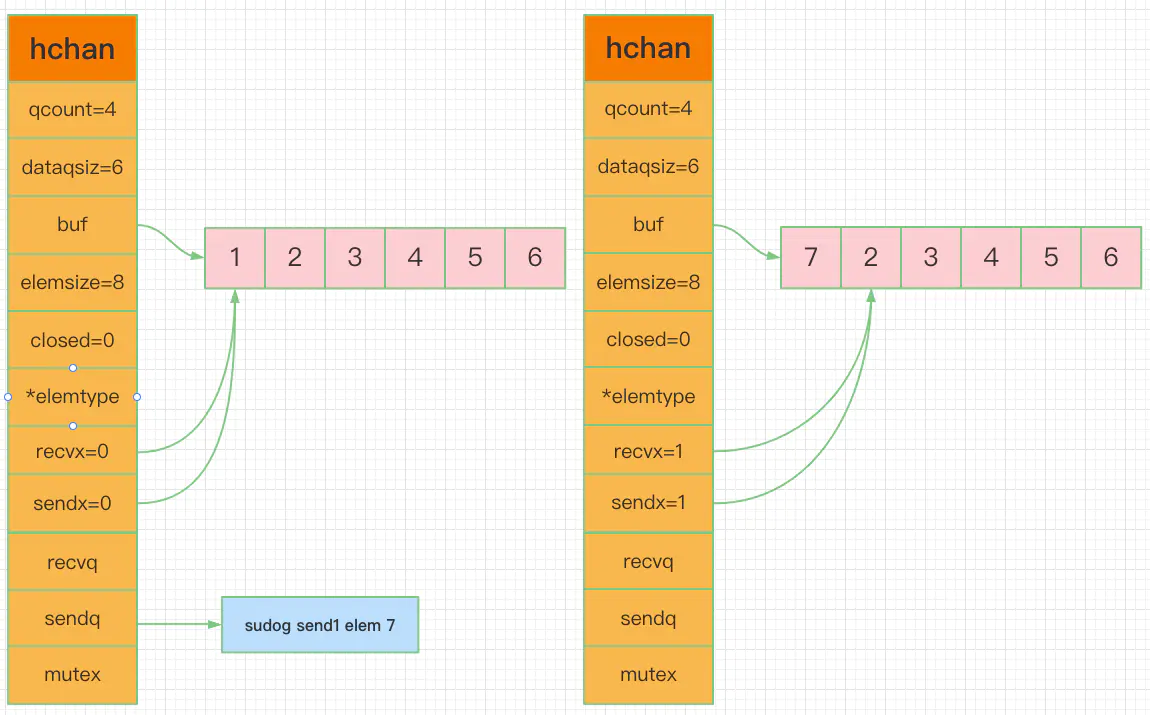 hchan
qcount=4
dataqsiz=6
buf
elemsize=8
closed=0
*elemtype
recvx=0
sendx=0
recvq
sendq
mutex
1 2 3 4 5 6
sudog send1 elem 7
hchan
qcount=4
dataqsiz=6
buf
elemsize=8
closed=0
*elemtype
recvx=1
sendx=1
recvq
sendq
mutex
7 2 3 4 5 6